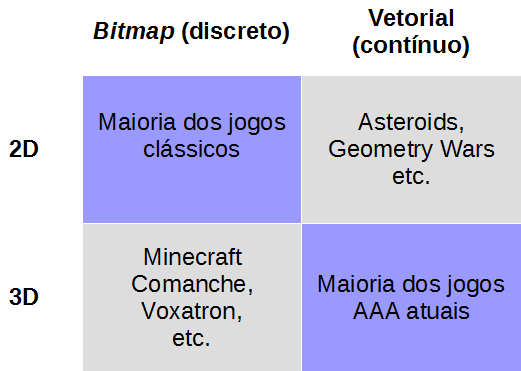 Bitmap (discreto)
Vetorial
(contínuo)
2D
Maioria dos jogos
clássicos
Asteroids,
Geometry Wars
etc.
3D
Minecraft
Comanche,
Voxatron,
etc.
Maioria dos jogos
AAA atuais